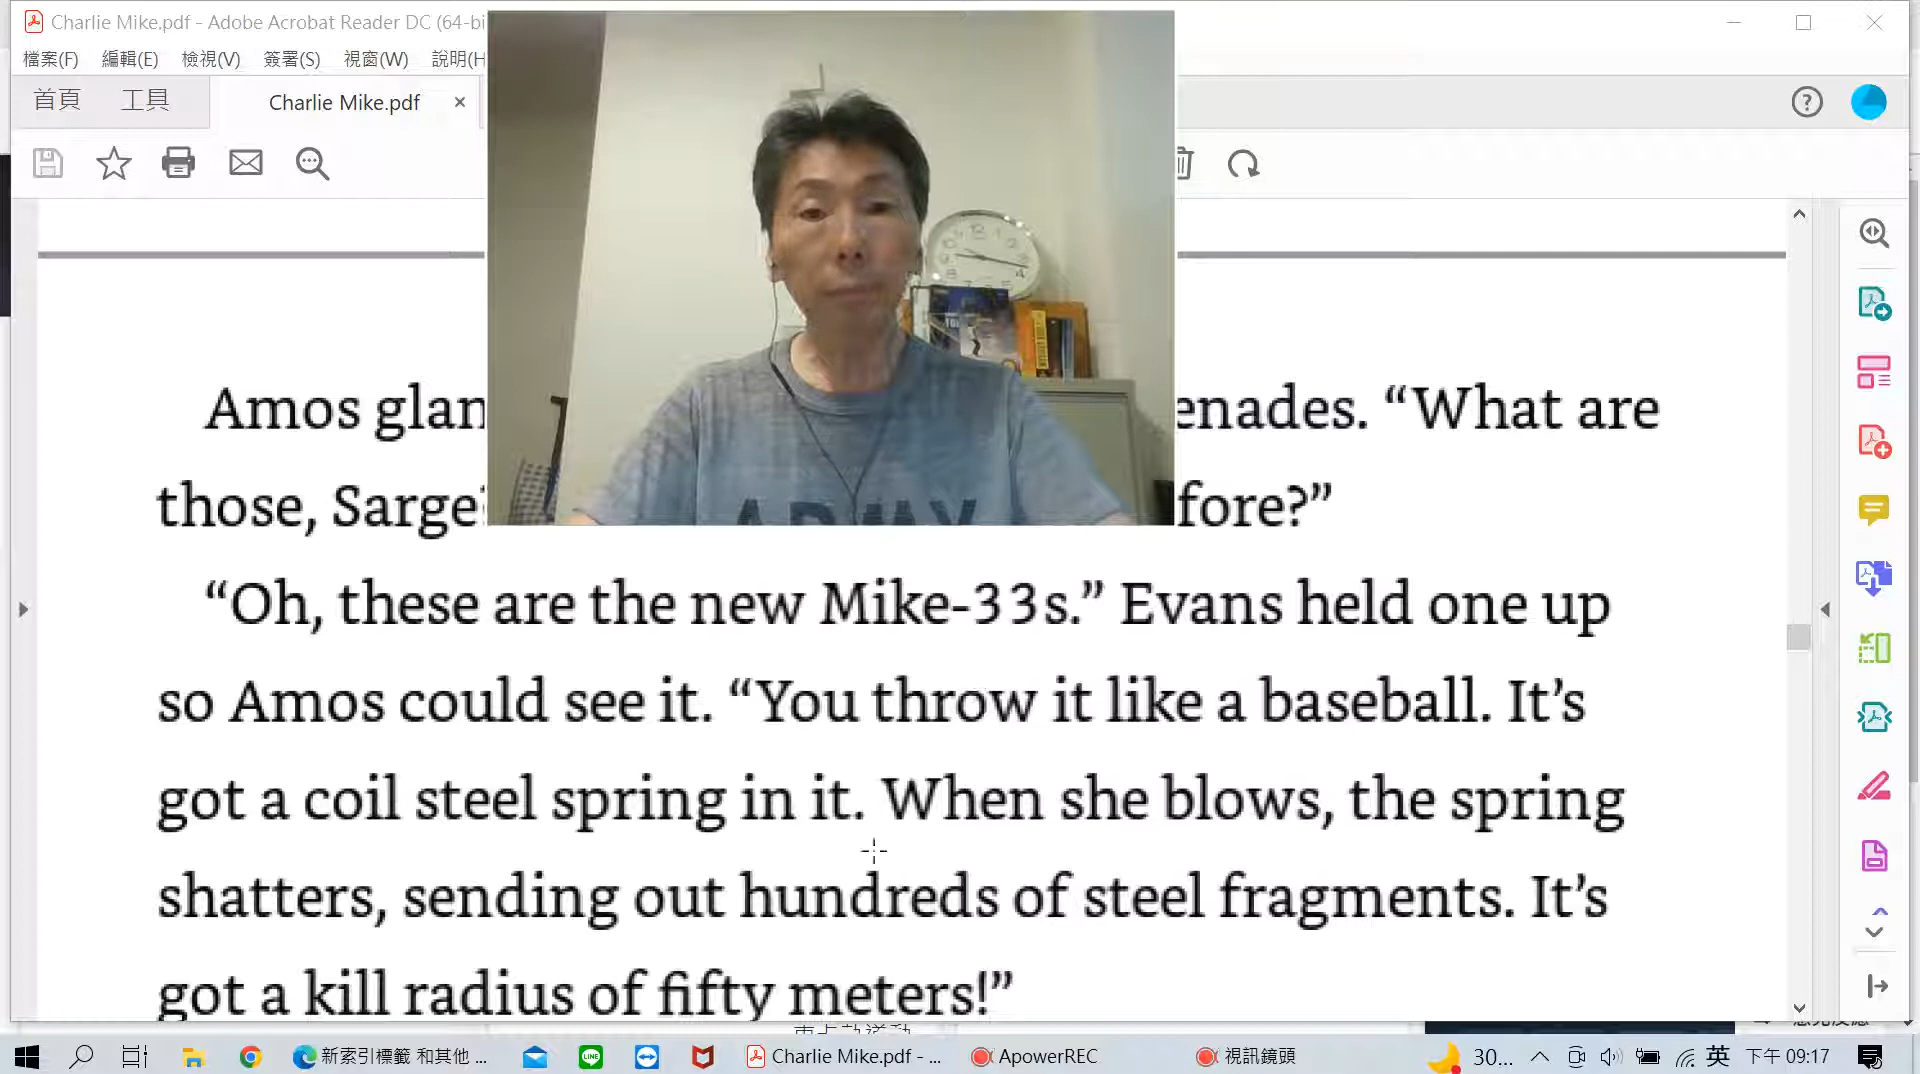 Charlie Mike.pdf - Adobe Acrobat Reader DC (64-bi
檔案(F) 編輯(E) 檢視(V) 簽署(S) 視窗(W) 說明(H
首頁 工具 Charlie Mike.pdf
Amos glan enades. “What are
those, Sarge? fore?”
“Oh, these are the new Mike-33s.” Evans held one up
so Amos could see it. “You throw it like a baseball. It’s
got a coil steel spring in it. When she blows, the spring
shatters, sending out hundreds of steel fragments. It’s
got a kill radius of fifty meters!”
ARMY
新索引標籤 和其他 ... LINE Charlie Mike.pdf - ... ApowerREC 視訊鏡頭 30... 英 下午 09:17